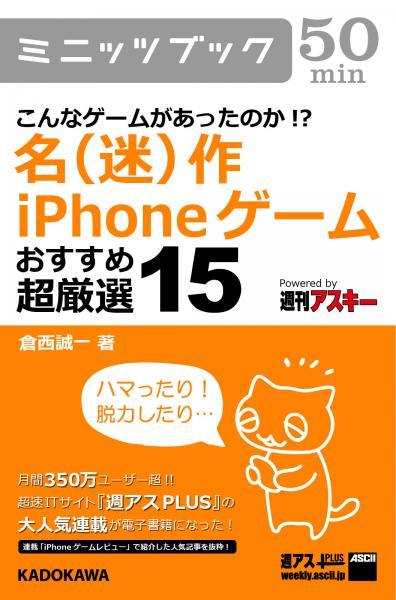 ミニッツブック
50
min
こんなゲームがあったのか!?
名(迷)作
iPhoneゲーム
おすすめ
超厳選
15
Powered by
週刊アスキー
倉西誠一 著
ハマったり!
脱力したり…
月間350万ユーザー超!!
超速ITサイト『週アスPLUS』の
大人気連載が電子書籍になった!
連載「iPhoneゲームレビュー」で紹介した人気記事を抜粋!
KADOKAWA
週アス+PLUS
weekly.ascii.jp
ASCII